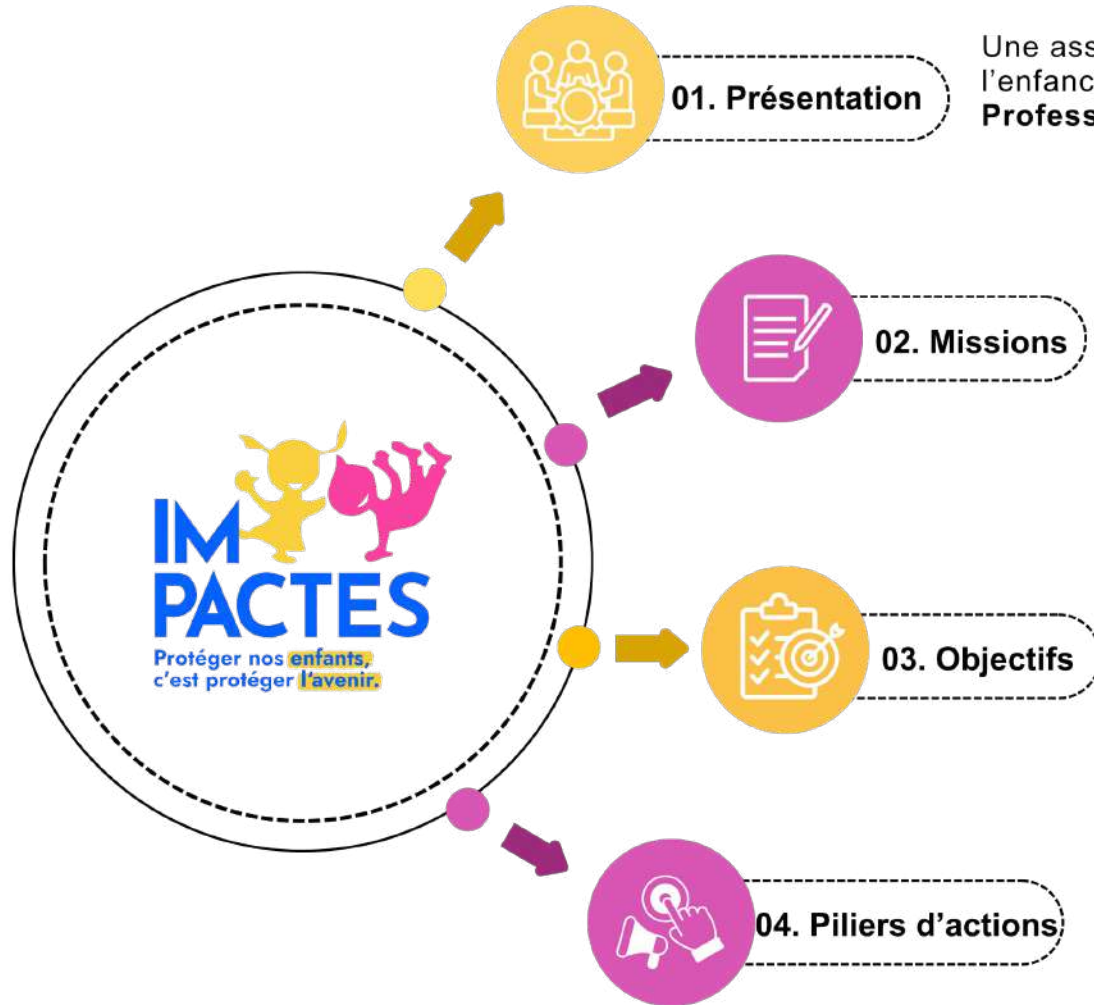 Une
l'enfanc
01. Présentation
Profess
02. Missions
IM
PACTES
Protéger nos enfants,
c'est protéger l'avenir.
03. Objectifs
04. Piliers d'actions